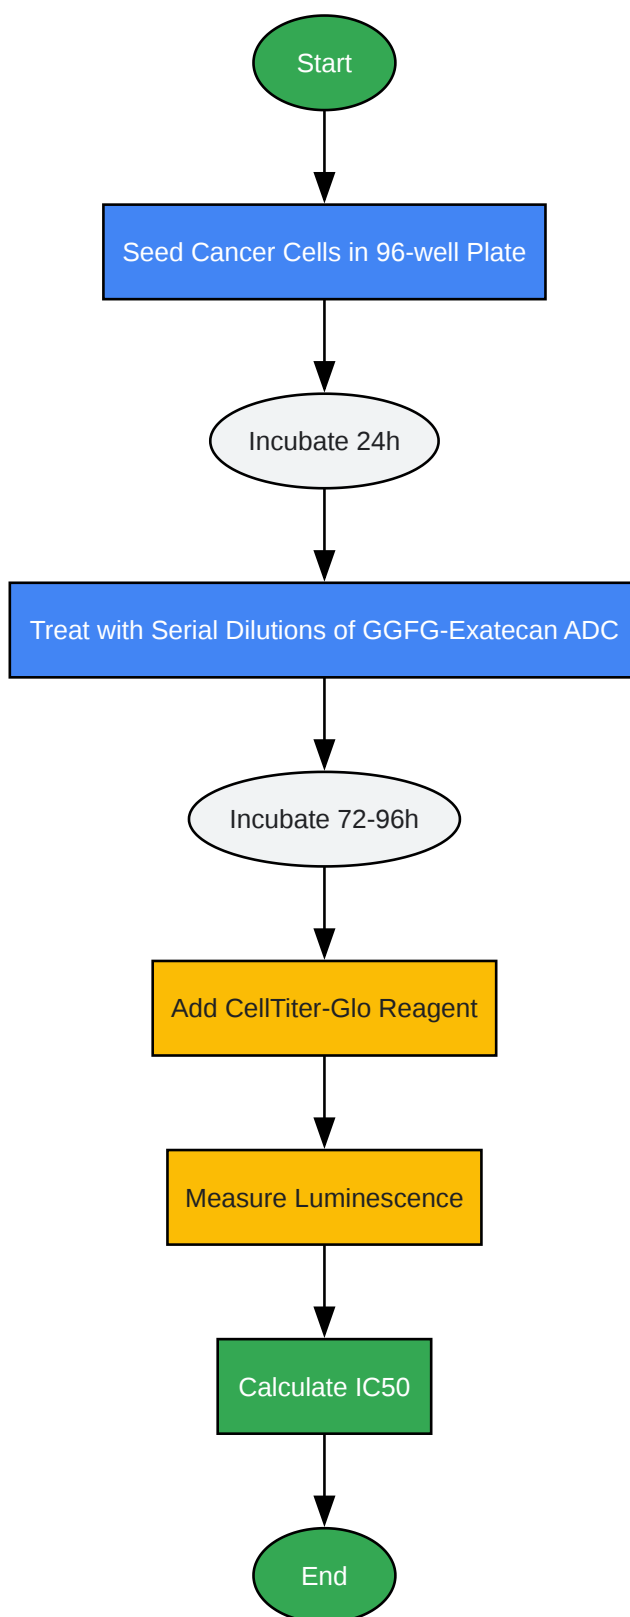 Start
Seed Cancer Cells in 96-well Plate
Incubate 24h
Treat with Serial Dilutions of GGFG-Exatecan ADC
Incubate 72-96h
Add CellTiter-Glo Reagent
Measure Luminescence
Calculate IC50
End